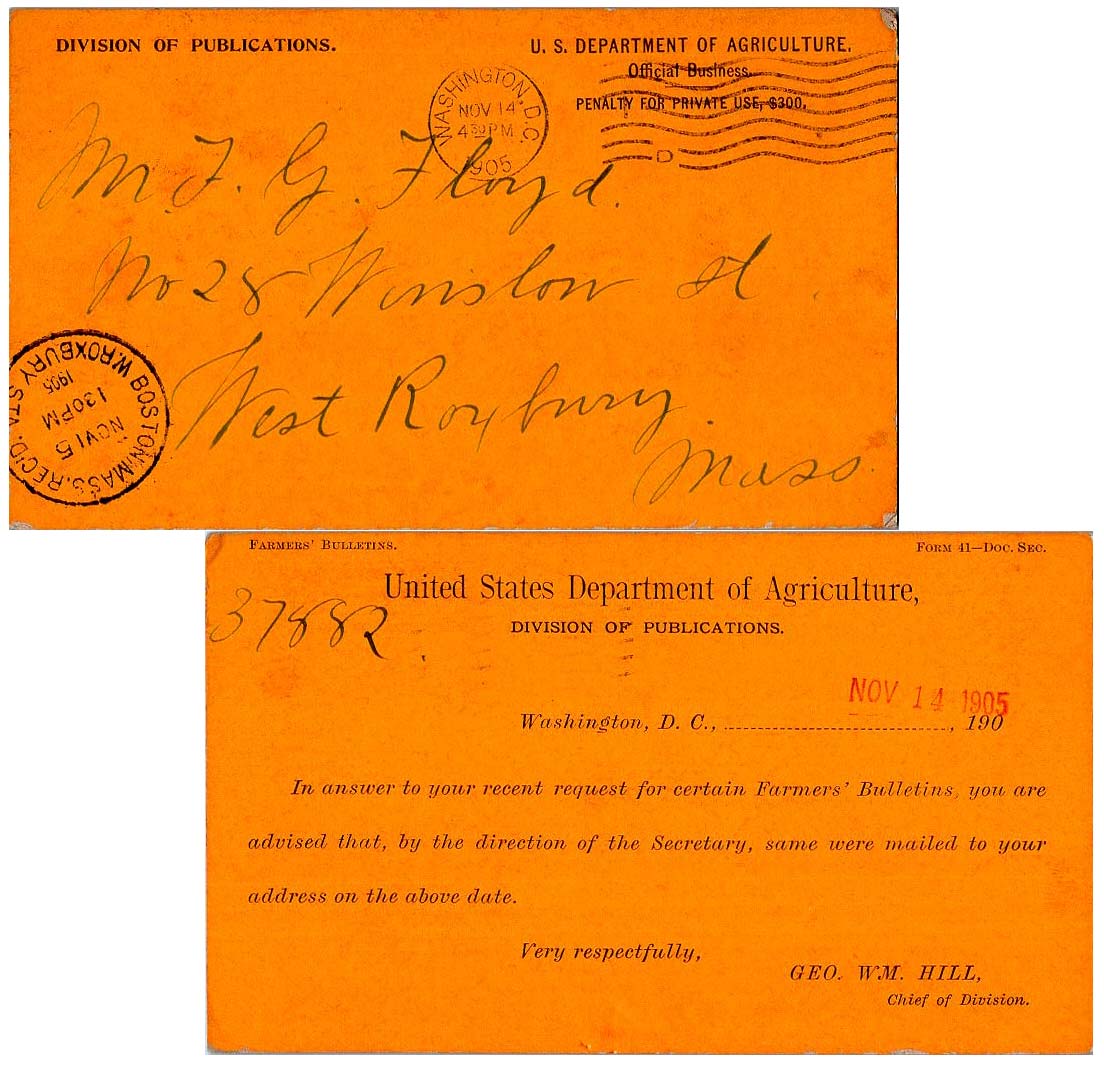 DIVISION OF PUBLICATIONS.
U. S. DEPARTMENT OF AGRICULTURE,
Official Business.
PENALTY FOR PRIVATE USE, $300.
WASHINGTON, D.C.
NOV 14
4 30 PM
1905
D
Mr. F. G. Floyd.
No 28 Winslow St.
West Roxbury.
Mass.
BOSTON, MASS. REC'D. W. ROXBURY STA.
NOV 15
1 30 PM
1905
FARMERS' BULLETINS.
FORM 41—DOC. SEC.
United States Department of Agriculture,
37882
DIVISION OF PUBLICATIONS.
NOV 14 1905
Washington, D. C., ........................, 190
In answer to your recent request for certain Farmers' Bulletins, you are
advised that, by the direction of the Secretary, same were mailed to your
address on the above date.
Very respectfully,
GEO. WM. HILL,
Chief of Division.